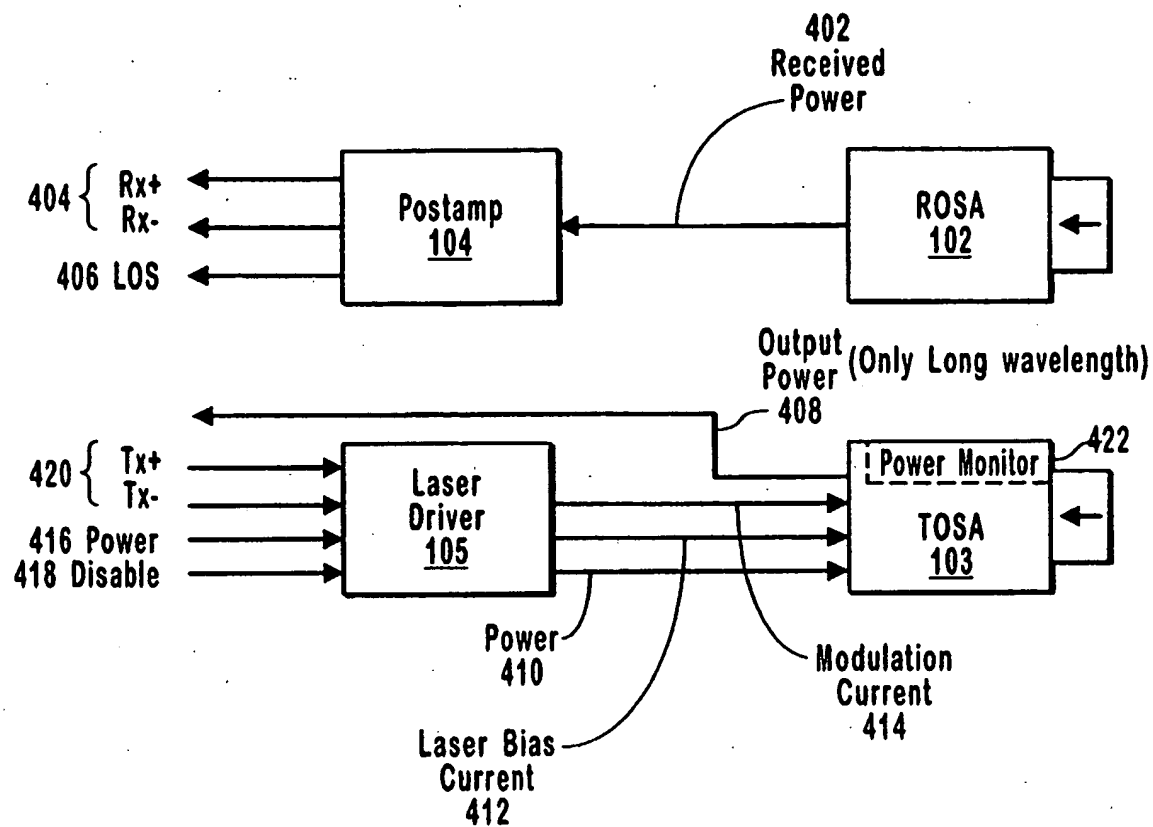 402
Received
Power
404 { Rx+
Rx-
406 LOS
Postamp
104
ROSA
102
Output
Power
408
(Only Long wavelength)
420 { Tx+
Tx-
416 Power
418 Disable
Laser
Driver
105
Power Monitor
422
TOSA
103
Power
410
Modulation
Current
414
Laser Bias
Current
412